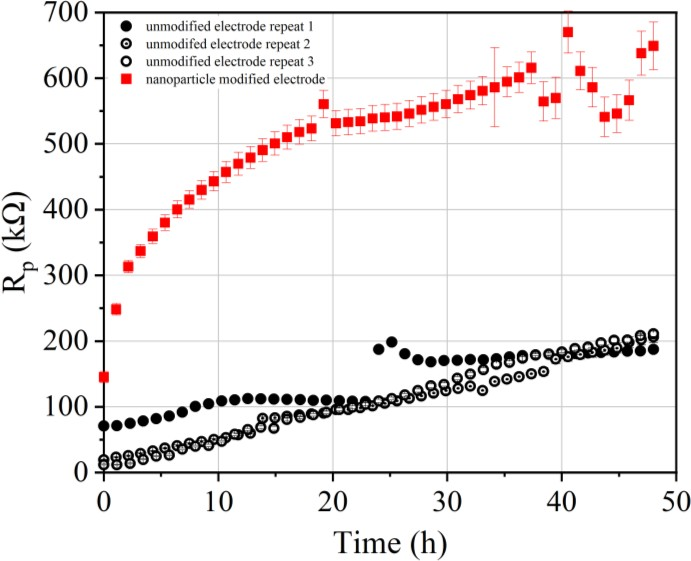 unmodified electrode repeat 1
unmodifed electrode repeat 2
unmodified electrode repeat 3
nanoparticle modified electrode
700
600
500
400
300
200
100
0
Rp (kΩ)
0 10 20 30 40 50
Time (h)